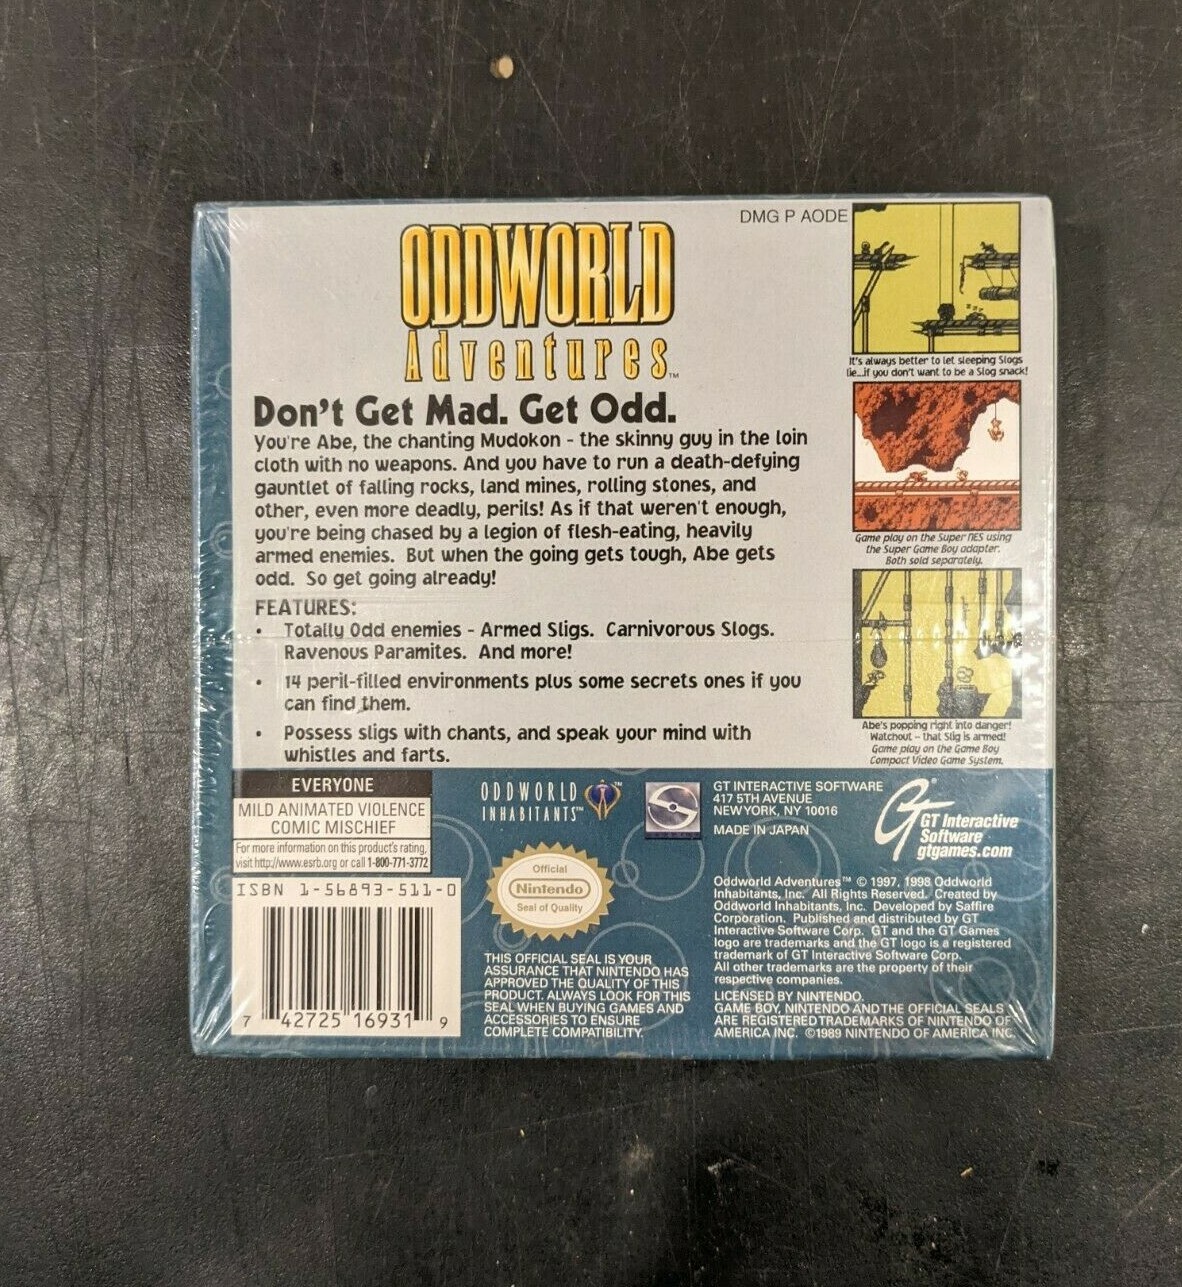 DMG P AODE
ODDWORLD
Adventures™
Don't Get Mad. Get Odd.
You're Abe, the chanting Mudokon - the skinny guy in the loin
cloth with no weapons. And you have to run a death-defying
gauntlet of falling rocks, land mines, rolling stones, and
other, even more deadly, perils! As if that weren't enough,
you're being chased by a legion of flesh-eating, heavily
armed enemies. But when the going gets tough, Abe gets
odd. So get going already!
FEATURES:
• Totally Odd enemies - Armed Sligs. Carnivorous Slogs.
Ravenous Paramites. And more!
• 14 peril-filled environments plus some secrets ones if you
can find them.
• Possess sligs with chants, and speak your mind with
whistles and farts.
It's always better to let sleeping Slogs
lie...if you don't want to be a Slog snack!
Game play on the Super NES using
the Super Game Boy adapter.
Both sold separately.
Abe's popping right into danger!
Watchout - that Slig is armed!
Game play on the Game Boy
Compact Video Game System.
EVERYONE
MILD ANIMATED VIOLENCE
COMIC MISCHIEF
For more information on this product's rating,
visit http://www.esrb.org or call 1-800-771-3772
ISBN 1-56893-511-0
7 42725 16931 9
ODDWORLD
INHABITANTS™
Official
Nintendo
Seal of Quality
THIS OFFICIAL SEAL IS YOUR
ASSURANCE THAT NINTENDO HAS
APPROVED THE QUALITY OF THIS
PRODUCT. ALWAYS LOOK FOR THIS
SEAL WHEN BUYING GAMES AND
ACCESSORIES TO ENSURE
COMPLETE COMPATIBILITY.
GT INTERACTIVE SOFTWARE
417 5TH AVENUE
NEW YORK, NY 10016
MADE IN JAPAN
GT®
GT Interactive
Software
gtgames.com
Oddworld Adventures™ © 1997, 1998 Oddworld
Inhabitants, Inc. All Rights Reserved. Created by
Oddworld Inhabitants, Inc. Developed by Saffire
Corporation. Published and distributed by GT
Interactive Software Corp. GT and the GT Games
logo are trademarks and the GT logo is a registered
trademark of GT Interactive Software Corp.
All other trademarks are the property of their
respective companies.
LICENSED BY NINTENDO.
GAME BOY, NINTENDO AND THE OFFICIAL SEALS
ARE REGISTERED TRADEMARKS OF NINTENDO OF
AMERICA INC. ©1989 NINTENDO OF AMERICA INC.